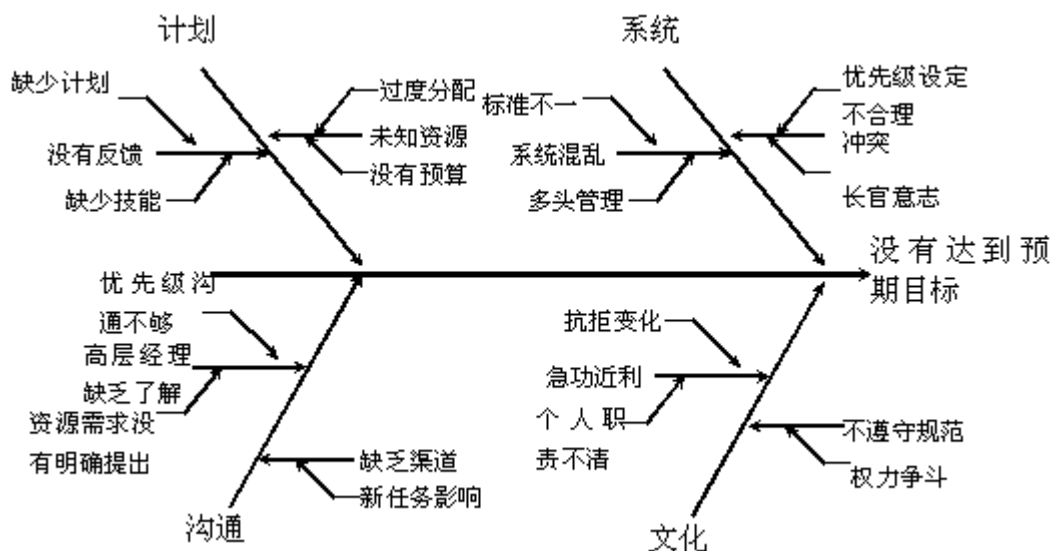 计划
系统
缺少计划
过度分配
标准不一
优先级设定
不合理
没有反馈
未知资源
系统混乱
冲突
缺少技能
没有预算
多头管理
长官意志
没有达到预
期目标
优先级沟
通不够
高层经理
缺乏了解
资源需求没
有明确提出
缺乏渠道
新任务影响
抗拒变化
急功近利
个人职
责不清
不遵守规范
权力争斗
沟通
文化